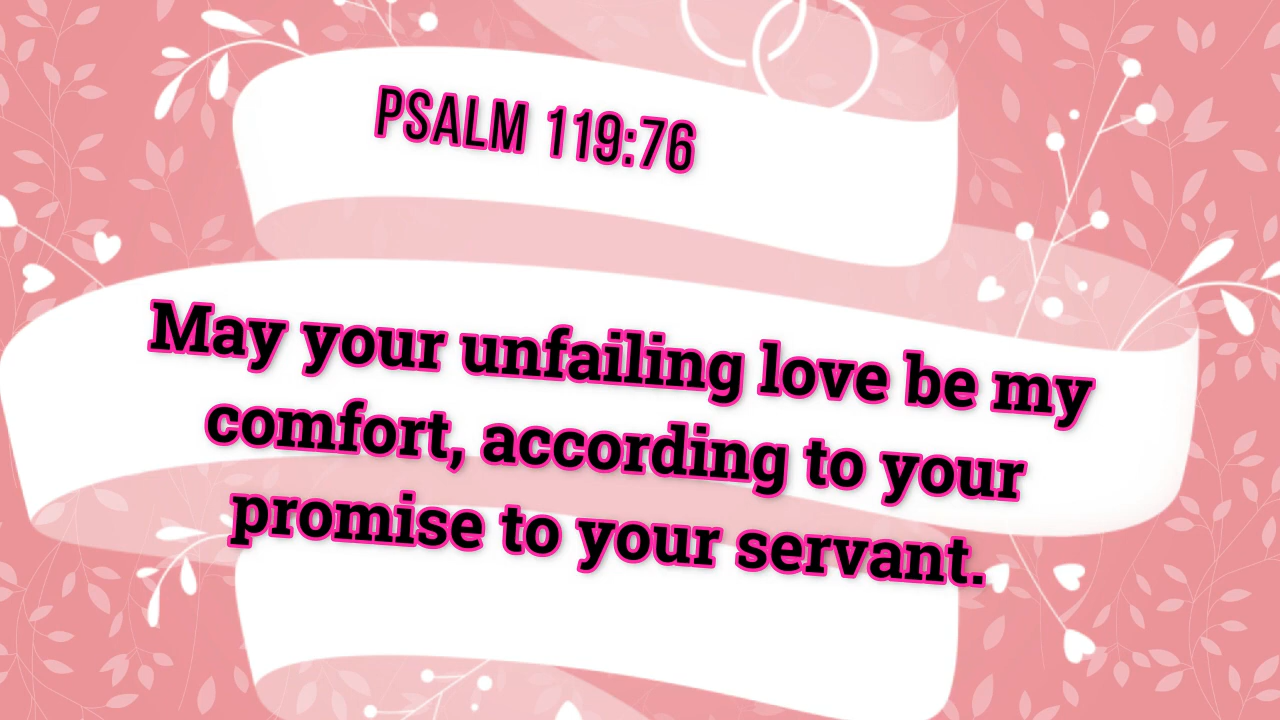 PSALM 119:76
May your unfailing love be my
comfort, according to your
promise to your servant.